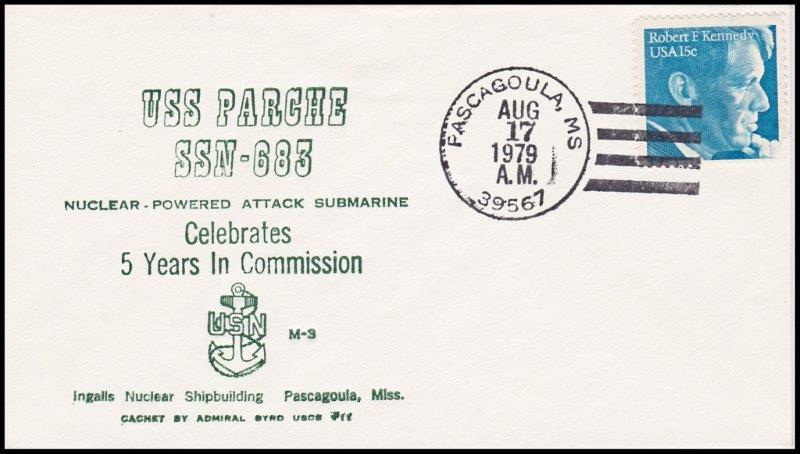 USS PARCHE
SSN-683
NUCLEAR-POWERED ATTACK SUBMARINE
Celebrates
5 Years In Commission
USN
M-3
Ingalls Nuclear Shipbuilding Pascagoula, Miss.
CACHET BY ADMIRAL BYRD USCS
PASCAGOULA, MS
AUG
17
1979
A.M.
39567
Robert F. Kennedy
USA 15c